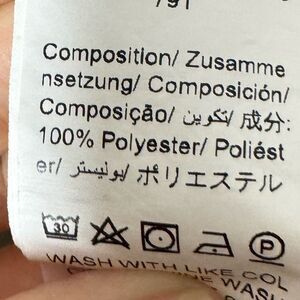 /91
Composition/ Zusamme
nsetzung/ Composición/
Composição/ تكوين/ 成分:
100% Polyester/ Poliést
er/ بوليستر/ ポリエステル
30 P
WASH WITH LIKE COL